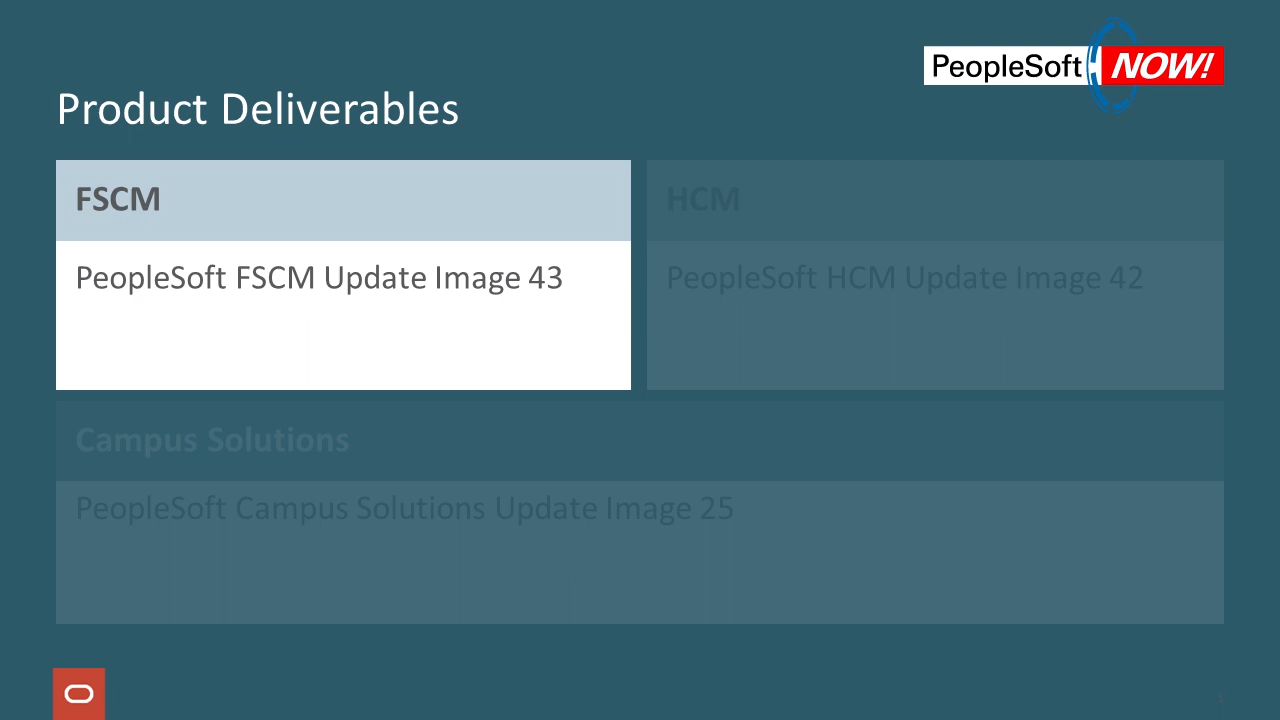 PeopleSoft NOW!
Product Deliverables
FSCM
PeopleSoft FSCM Update Image 43
HCM
PeopleSoft HCM Update Image 42
Campus Solutions
PeopleSoft Campus Solutions Update Image 25